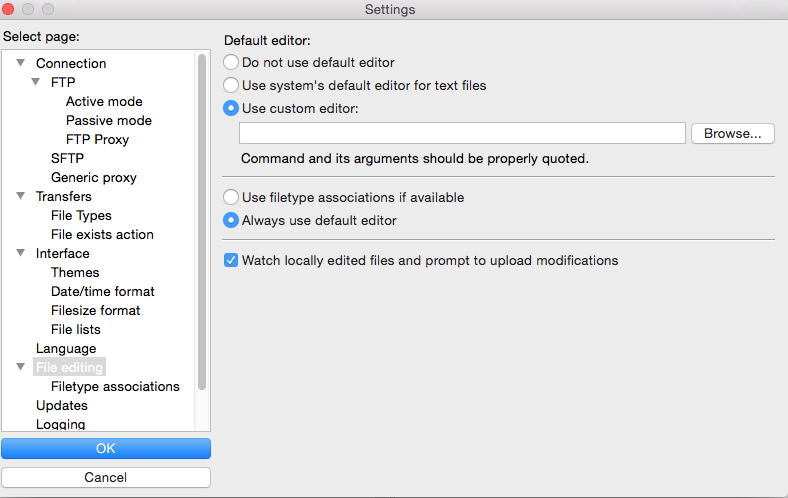 Settings
Select page:
Connection
FTP
Active mode
Passive mode
FTP Proxy
SFTP
Generic proxy
Transfers
File Types
File exists action
Interface
Themes
Date/time format
Filesize format
File lists
Language
File editing
Filetype associations
Updates
Logging
OK
Cancel
Default editor:
Do not use default editor
Use system's default editor for text files
Use custom editor:
Browse...
Command and its arguments should be properly quoted.
Use filetype associations if available
Always use default editor
Watch locally edited files and prompt to upload modifications